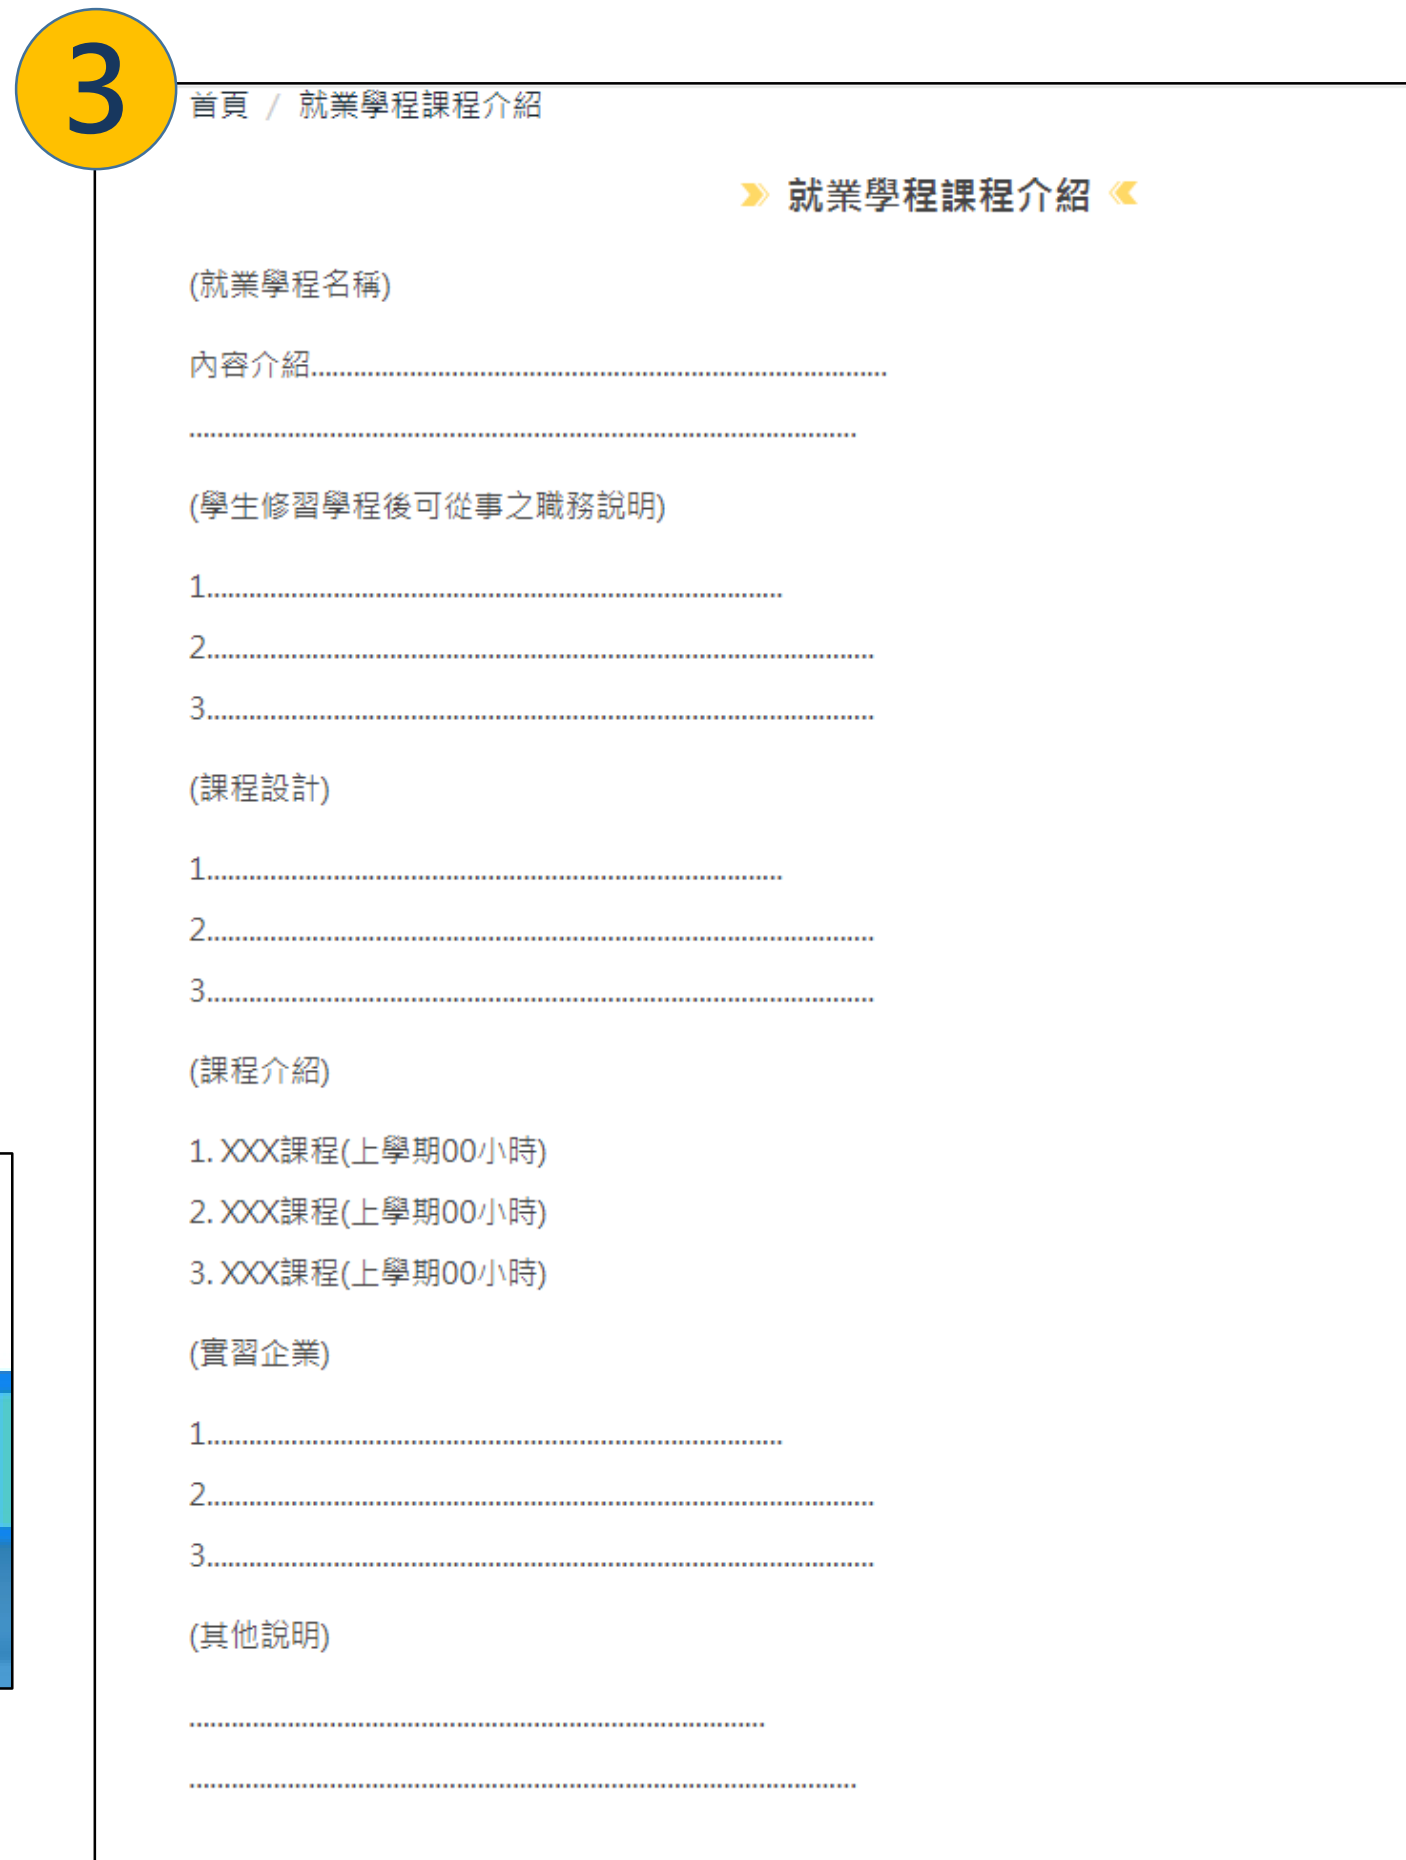 3
首頁 / 就業學程課程介紹
就業學程課程介紹
(就業學程名稱)
內容介紹................................................................................
................................................................................
(學生修習學程後可從事之職務說明)
1................................................................................
2................................................................................
3................................................................................
(課程設計)
1................................................................................
2................................................................................
3................................................................................
(課程介紹)
1. XXX課程(上學期00小時)
2. XXX課程(上學期00小時)
3. XXX課程(上學期00小時)
(實習企業)
1................................................................................
2................................................................................
3................................................................................
(其他說明)
................................................................................
................................................................................